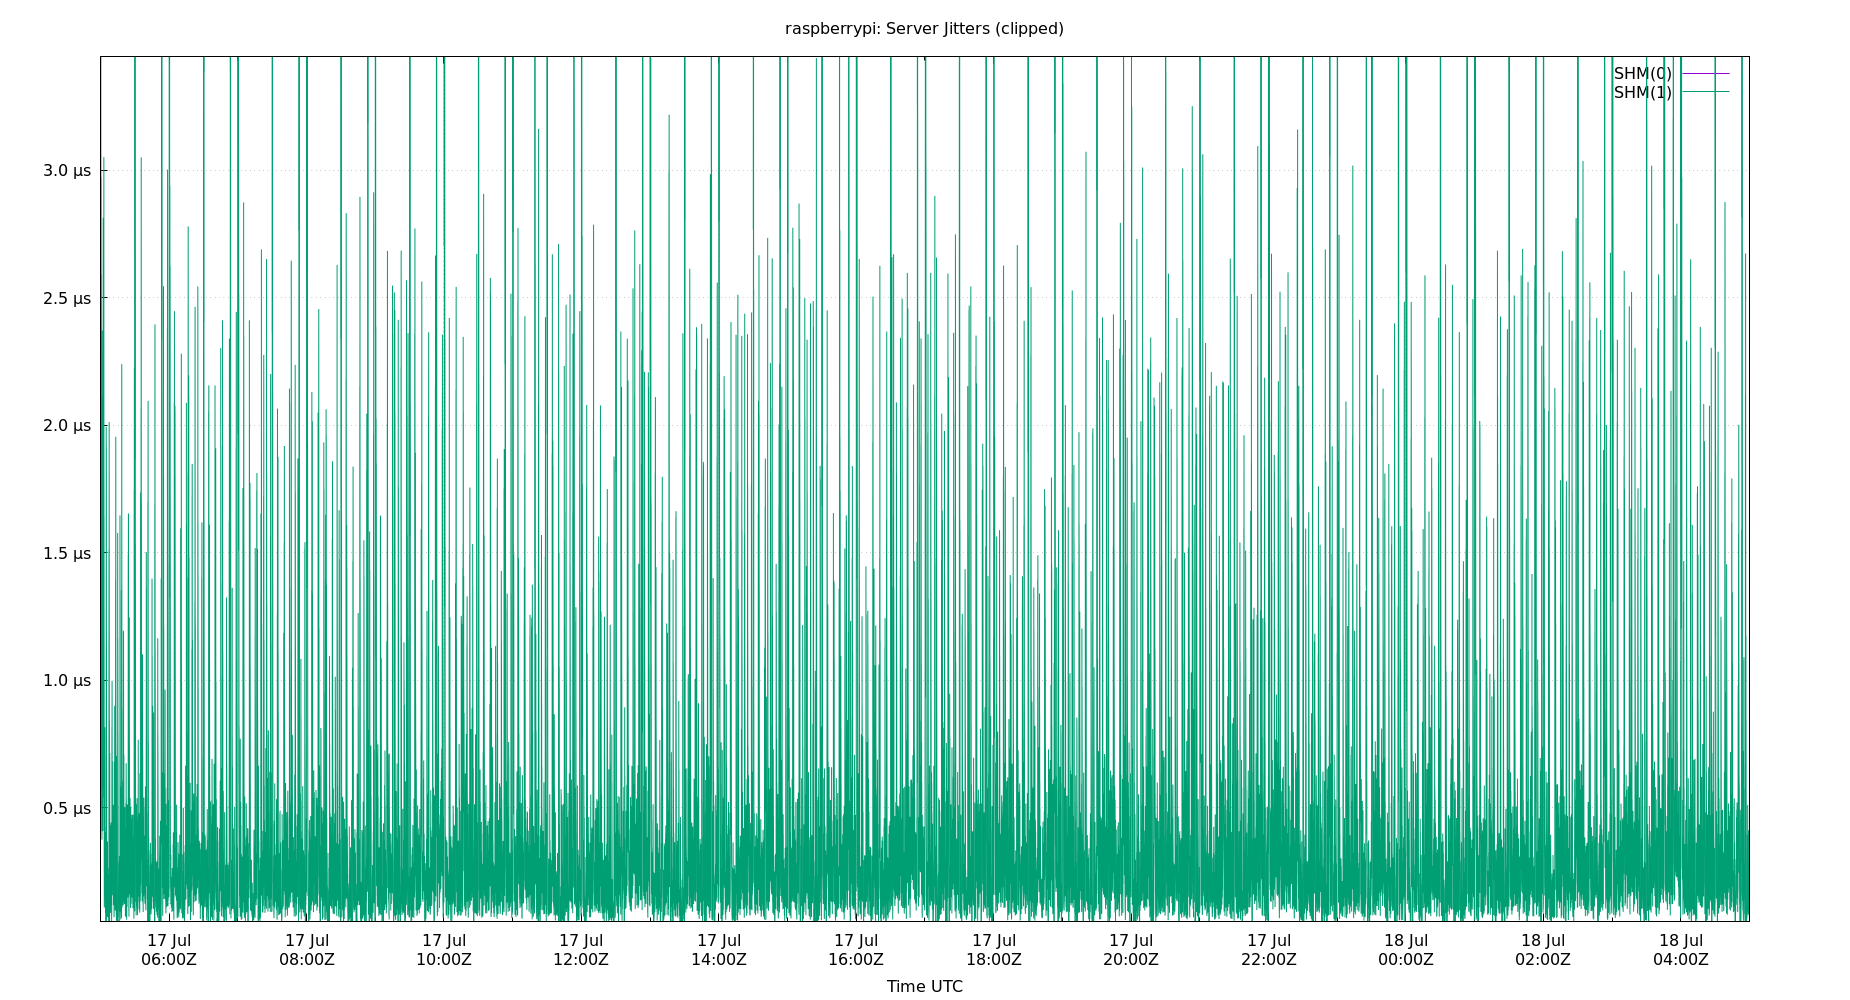 raspberrypi: Server Jitters (clipped)
SHM(0)
SHM(1)
3.0 µs
2.5 µs
2.0 µs
1.5 µs
1.0 µs
0.5 µs
17 Jul 17 Jul 17 Jul 17 Jul 17 Jul 17 Jul 17 Jul 17 Jul 17 Jul 18 Jul 18 Jul 18 Jul
06:00Z 08:00Z 10:00Z 12:00Z 14:00Z 16:00Z 18:00Z 20:00Z 22:00Z 00:00Z 02:00Z 04:00Z
Time UTC